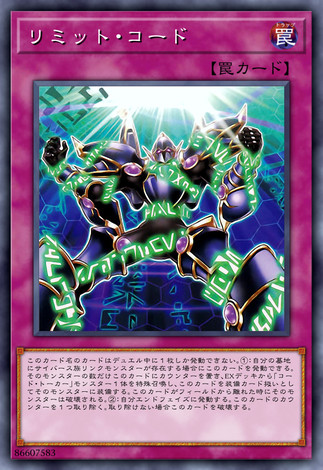 リミット・コード
トラップ
罠
【罠カード】
このカード名のカードはデュエル中に1枚しか発動できない。①:自分の墓地
にサイバース族リンクモンスターが存在する場合にこのカードを発動できる。
そのモンスターの数だけこのカードにカウンターを置き、EXデッキから「コー
ド・トーカー」モンスター1体を特殊召喚し、このカードを装備カード扱いとし
てそのモンスターに装備する。このカードがフィールドから離れた時にそのモ
ンスターは破壊される。②:自分エンドフェイズに発動する。このカードのカウ
ンターを1つ取り除く。取り除けない場合このカードを破壊する。
86607583